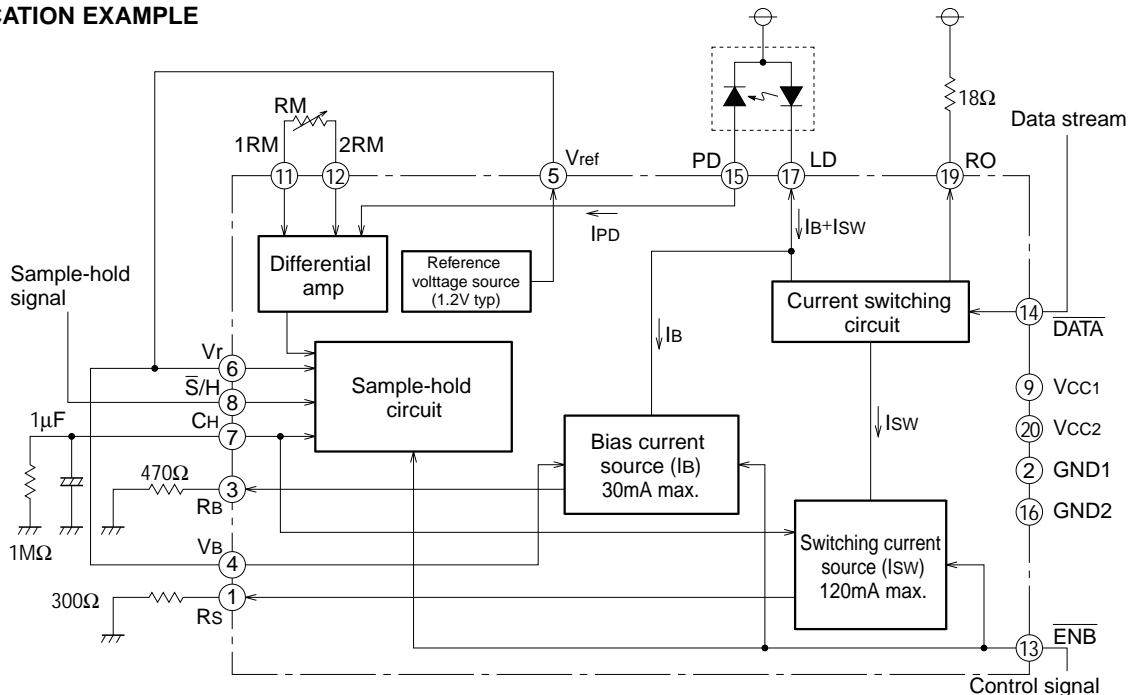 CATION EXAMPLE
18Ω
Data stream
RM
1RM
2RM
Vref
PD
LD
RO
11
12
5
15
17
19
IPD
IB+ISW
Differential
amp
Reference
volttage source
(1.2V typ)
Current switching
circuit
14
DATA
Sample-hold
signal
Vr
6
S/H
8
CH
7
Sample-hold
circuit
IB
ISW
9
VCC1
20
VCC2
2
GND1
16
GND2
1μF
1MΩ
470Ω
3
RB
Bias current
source (IB)
30mA max.
VB
4
300Ω
1
RS
Switching current
source (ISW)
120mA max.
13
ENB
Control signal